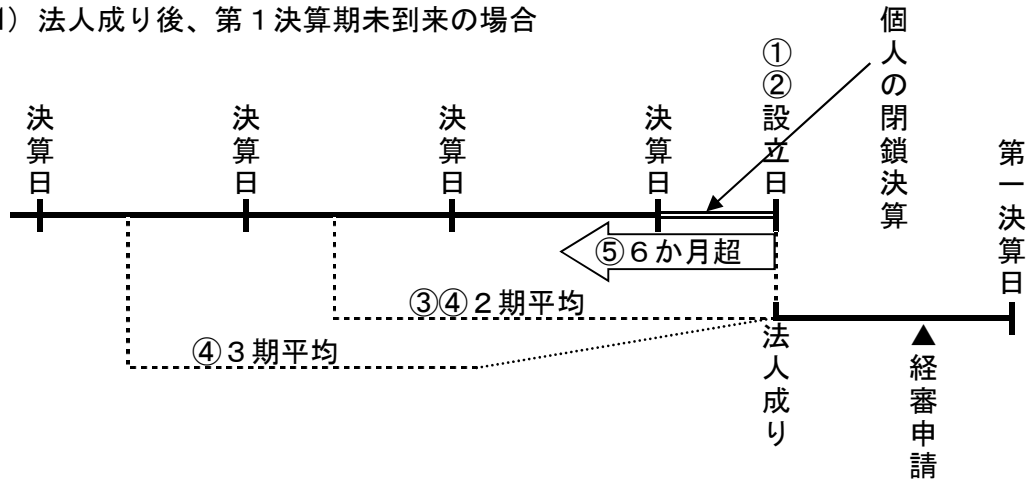 1）法人成り後、第１決算期未到来の場合
個人の閉鎖決算
①
②
設立日
決算日
決算日
決算日
決算日
第一決算日
⑤６か月超
③④２期平均
④３期平均
法人成り
▲
経審申請